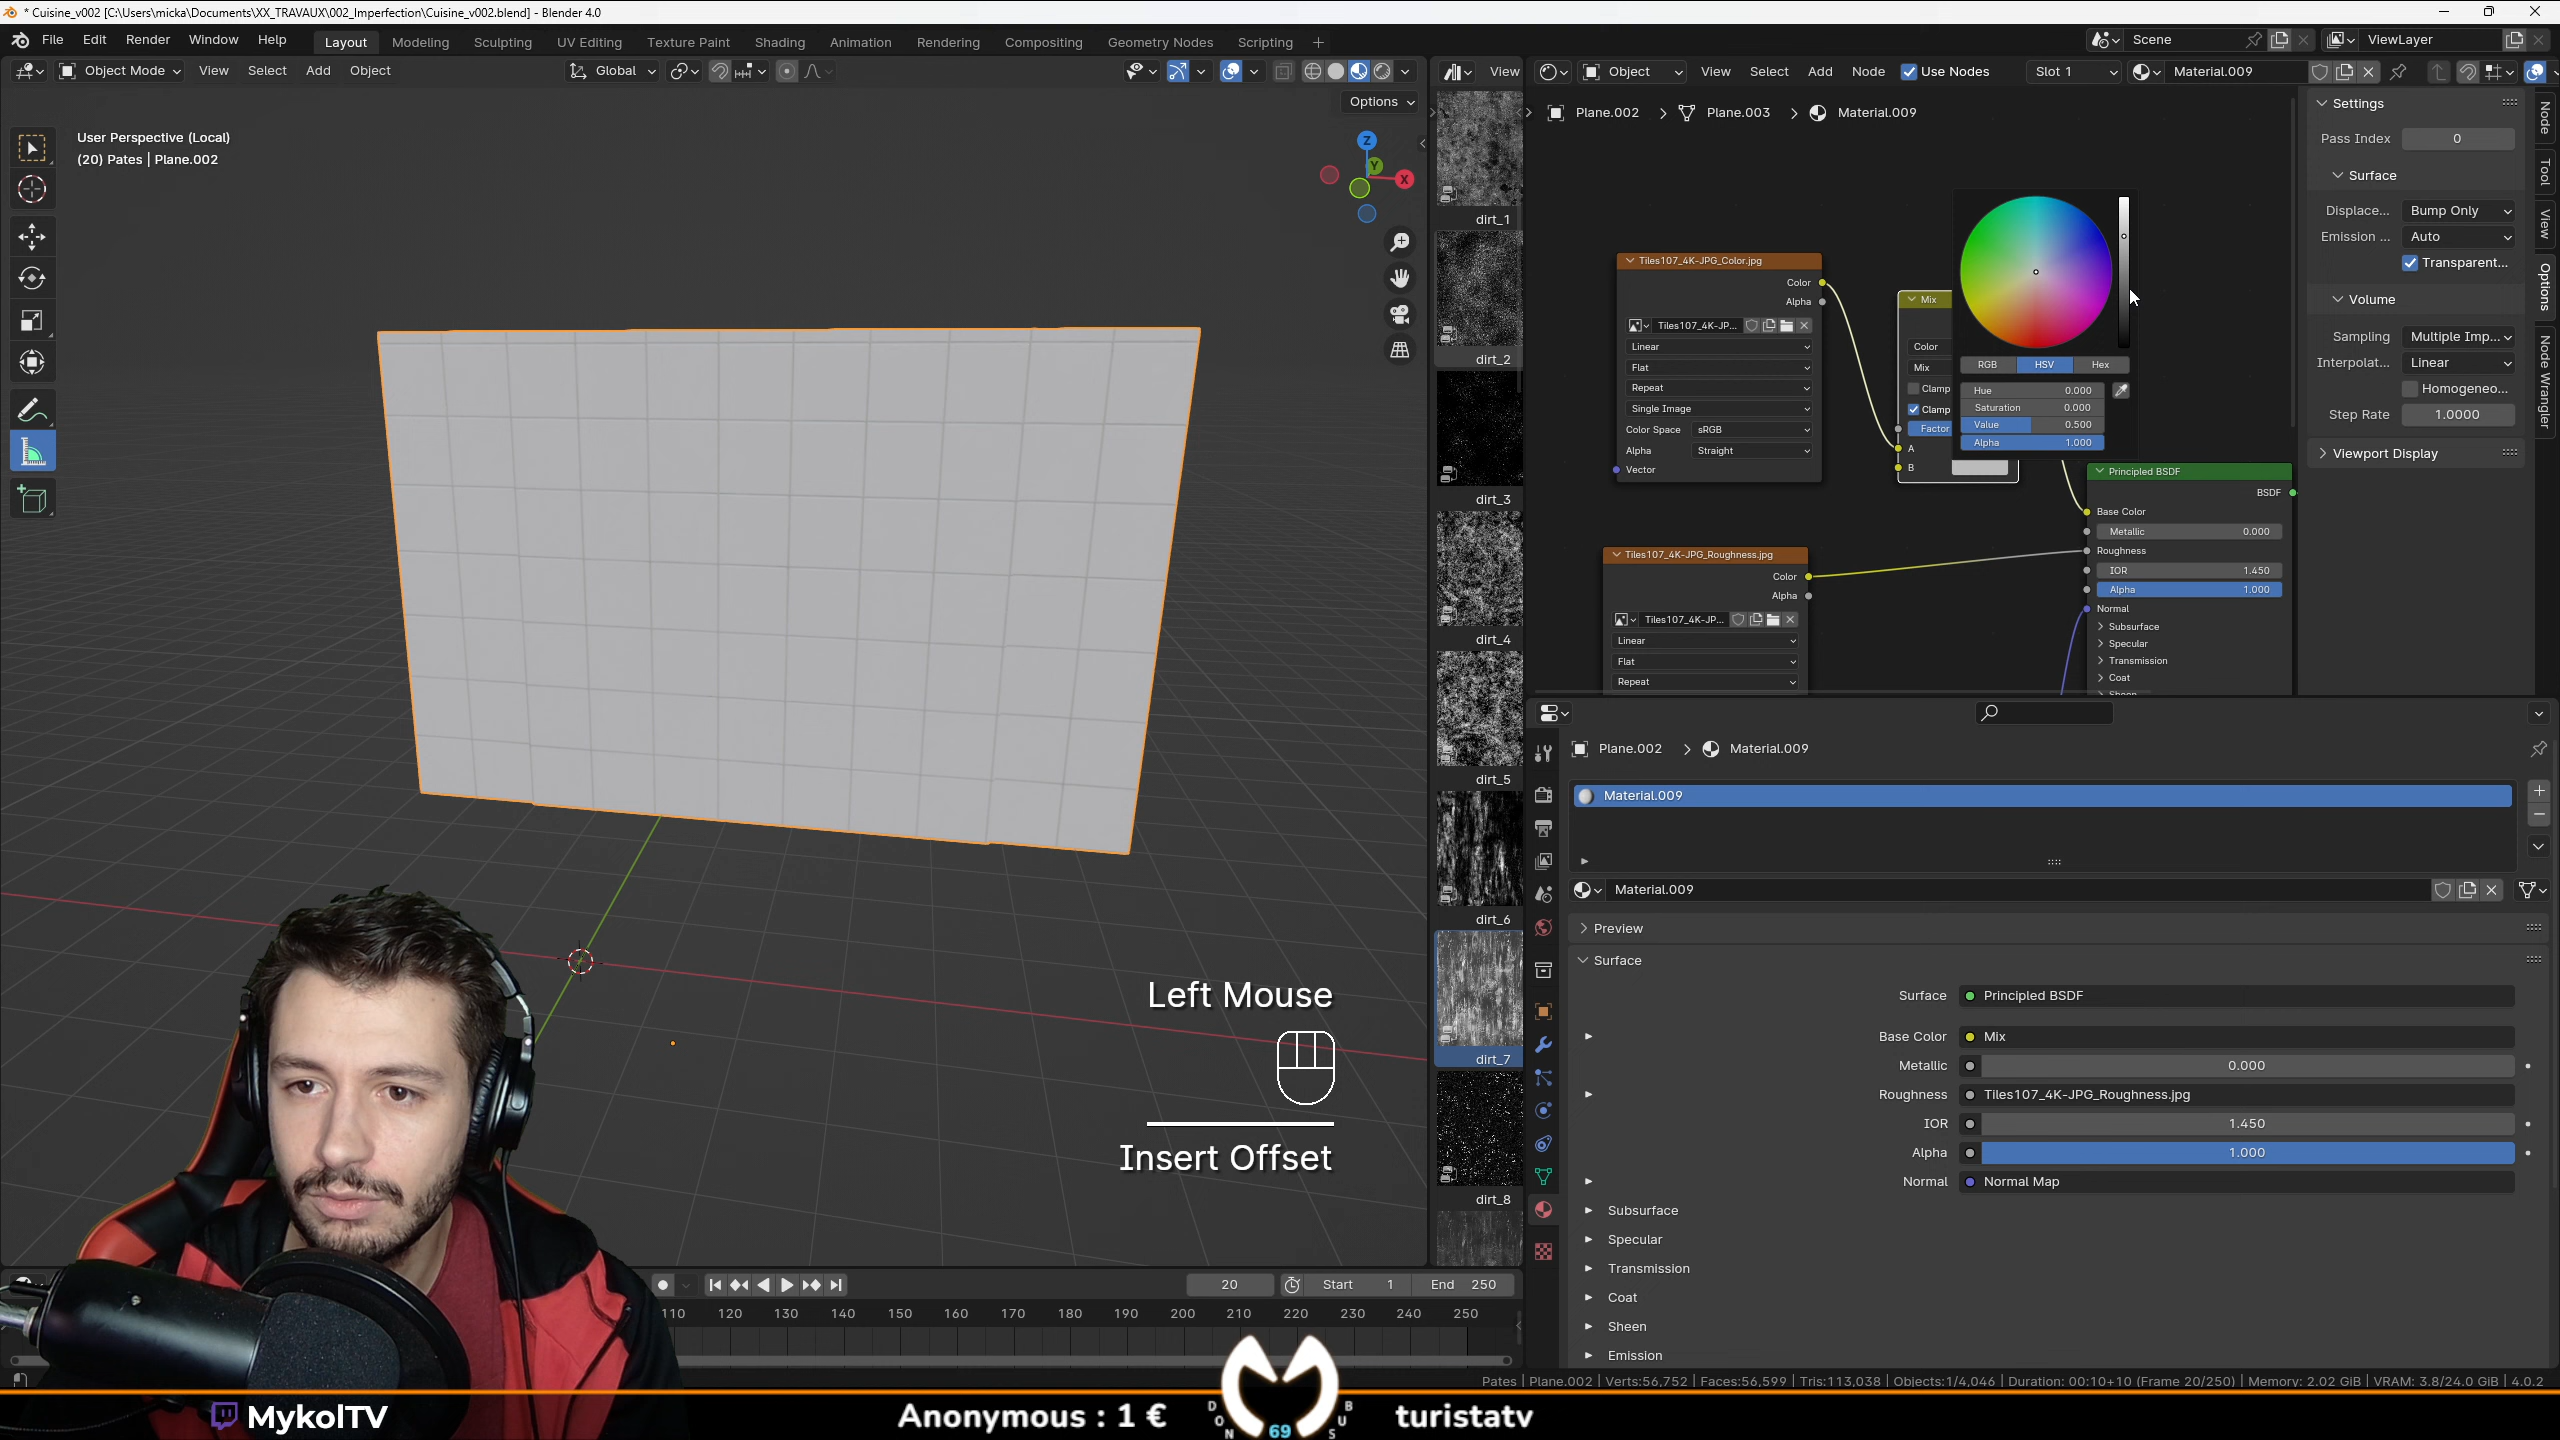 * Cuisine_v002 [C:\Users\micka\Documents\XX_TRAVAUX\002_Imperfection\Cuisine_v002.blend] - Blender 4.0
File Edit Render Window Help
Layout Modeling Sculpting UV Editing Texture Paint Shading Animation Rendering Compositing Geometry Nodes Scripting +
Scene
ViewLayer
Object Mode View Select Add Object
Global
View
Object View Select Add Node Use Nodes Slot 1 Material.009
Options
User Perspective (Local)
(20) Pates | Plane.002
Z
Y
X
dirt_1
dirt_2
dirt_3
dirt_4
dirt_5
dirt_6
dirt_7
dirt_8
Plane.002 > Plane.003 > Material.009
Tiles107_4K-JPG_Color.jpg
Color
Alpha
Tiles107_4K-JP...
Linear
Flat
Repeat
Single Image
Color Space sRGB
Alpha Straight
Vector
Mix
Color
Mix
Clamp
Clamp
Factor
A
B
RGB HSV Hex
Hue 0.000
Saturation 0.000
Value 0.500
Alpha 1.000
Principled BSDF
BSDF
Base Color
Metallic 0.000
Roughness
IOR 1.450
Alpha 1.000
Normal
Subsurface
Specular
Transmission
Coat
Sheen
Tiles107_4K-JPG_Roughness.jpg
Color
Alpha
Tiles107_4K-JP...
Linear
Flat
Repeat
Settings
Pass Index 0
Surface
Displace... Bump Only
Emission ... Auto
Transparent...
Volume
Sampling Multiple Imp...
Interpolat... Linear
Homogeneo...
Step Rate 1.0000
Viewport Display
Node
Tool
View
Options
Node Wrangler
Plane.002 > Material.009
Material.009
Material.009
Preview
Surface
Surface Principled BSDF
Base Color Mix
Metallic 0.000
Roughness Tiles107_4K-JPG_Roughness.jpg
IOR 1.450
Alpha 1.000
Normal Normal Map
Subsurface
Specular
Transmission
Coat
Sheen
Emission
Left Mouse
Insert Offset
20 Start 1 End 250
110 120 130 140 150 160 170 180 190 200 210 220 230 240 250
Pates | Plane.002 | Verts:56,752 | Faces:56,599 | Tris:113,038 | Objects:1/4,046 | Duration: 00:10+10 (Frame 20/250) | Memory: 2.02 GiB | VRAM: 3.8/24.0 GiB | 4.0.2
MykolTV
Anonymous : 1 €
DON
69
BUS
turistatv